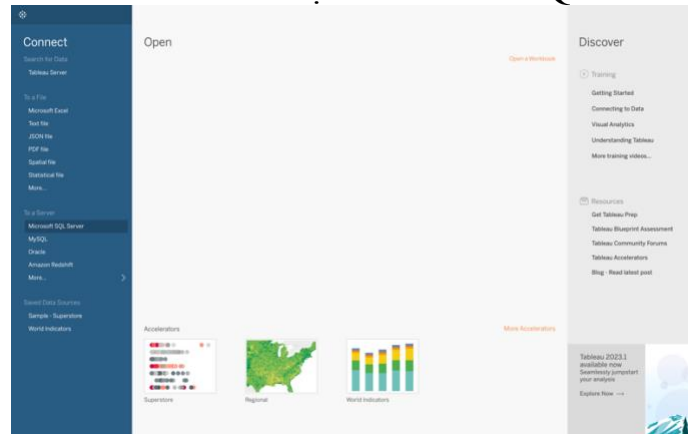 Connect
Search for Data
Tableau Server
To a File
Microsoft Excel
Text file
JSON file
PDF file
Spatial file
Statistical file
More...
To a Server
Microsoft SQL Server
MySQL
Oracle
Amazon Redshift
More...
Saved Data Sources
Sample - Superstore
World Indicators
Open
Open a Workbook
Accelerators
More Accelerators
Superstore
Regional
World Indicators
Discover
Training
Getting Started
Connecting to Data
Visual Analytics
Understanding Tableau
More training videos...
Resources
Get Tableau Prep
Tableau Blueprint Assessment
Tableau Community Forums
Tableau Accelerators
Blog - Read latest post
Tableau 2023.1
available now
Seamlessly jumpstart
your analysis
Explore Now →